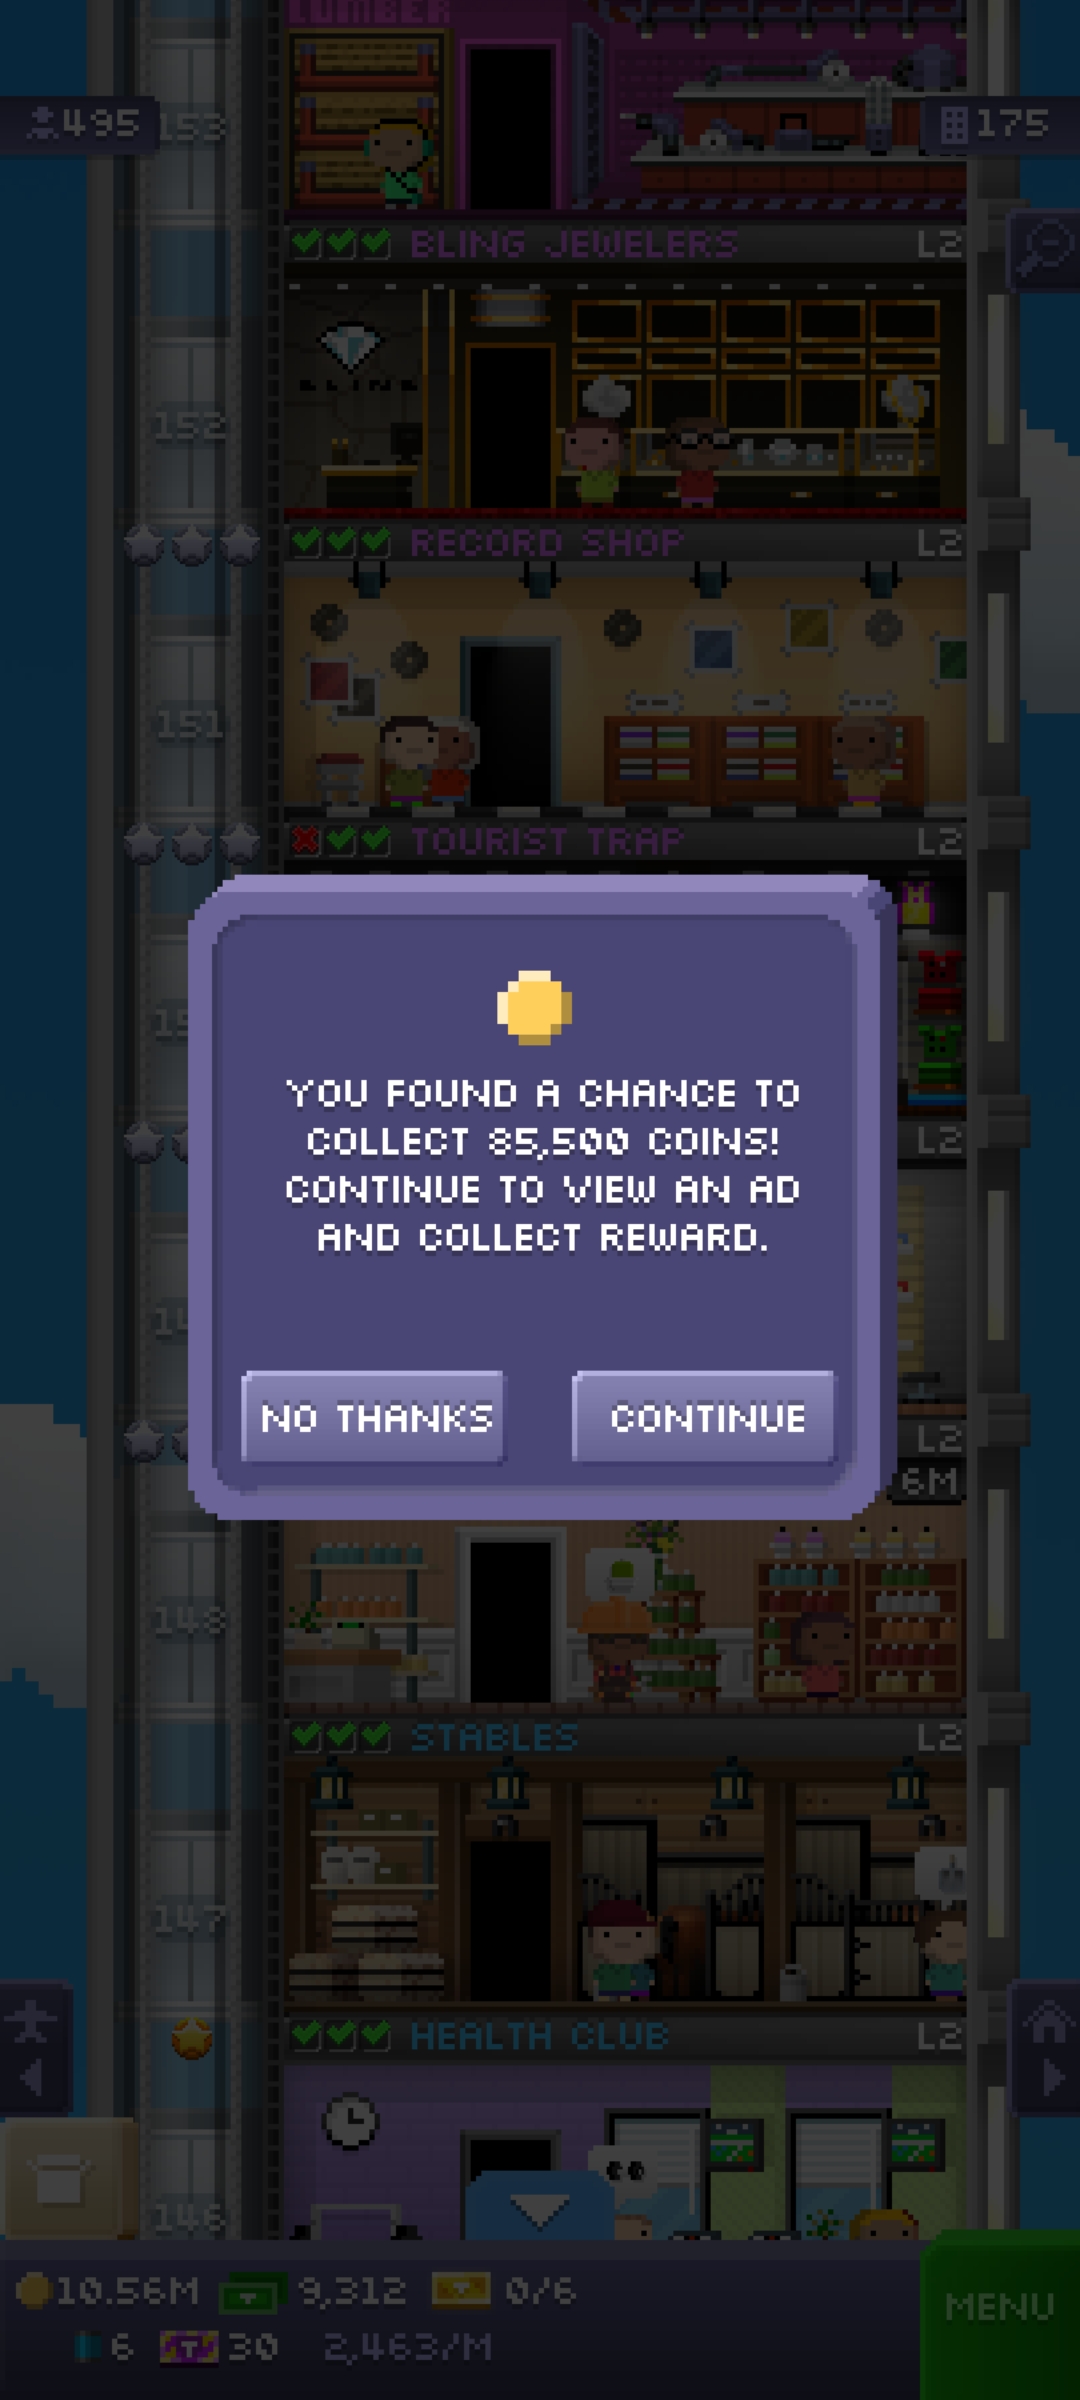 LUMBER
495
153
175
BLING JEWELERS L2
BLING
152
RECORD SHOP L2
151
TOURIST TRAP L2
YOU FOUND A CHANCE TO
COLLECT 85,500 COINS!
CONTINUE TO VIEW AN AD
AND COLLECT REWARD.
L2
NO THANKS
CONTINUE
L2
6M
148
STABLES L2
147
HEALTH CLUB L2
146
10.56M 9,312 0/6
MENU
6 T 30 2,463/M